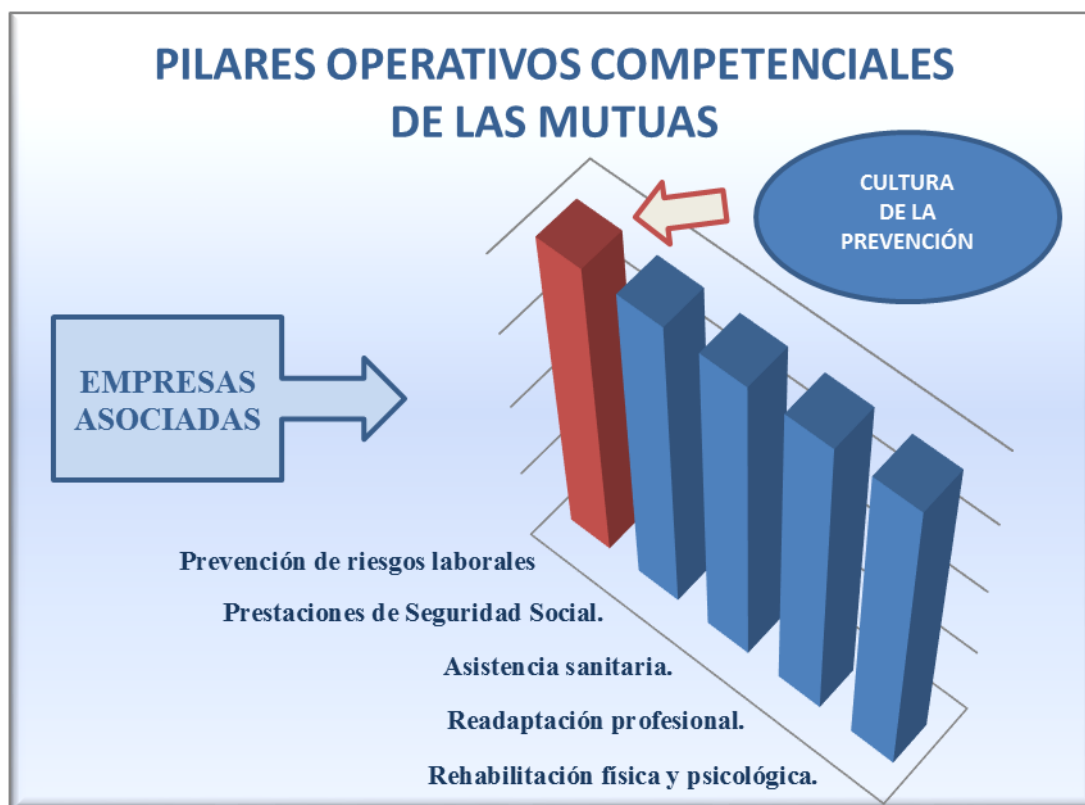 PILARES OPERATIVOS COMPETENCIALES
DE LAS MUTUAS
CULTURA
DE LA
PREVENCIÓN
EMPRESAS
ASOCIADAS
Prevención de riesgos laborales
Prestaciones de Seguridad Social.
Asistencia sanitaria.
Readaptación profesional.
Rehabilitación física y psicológica.